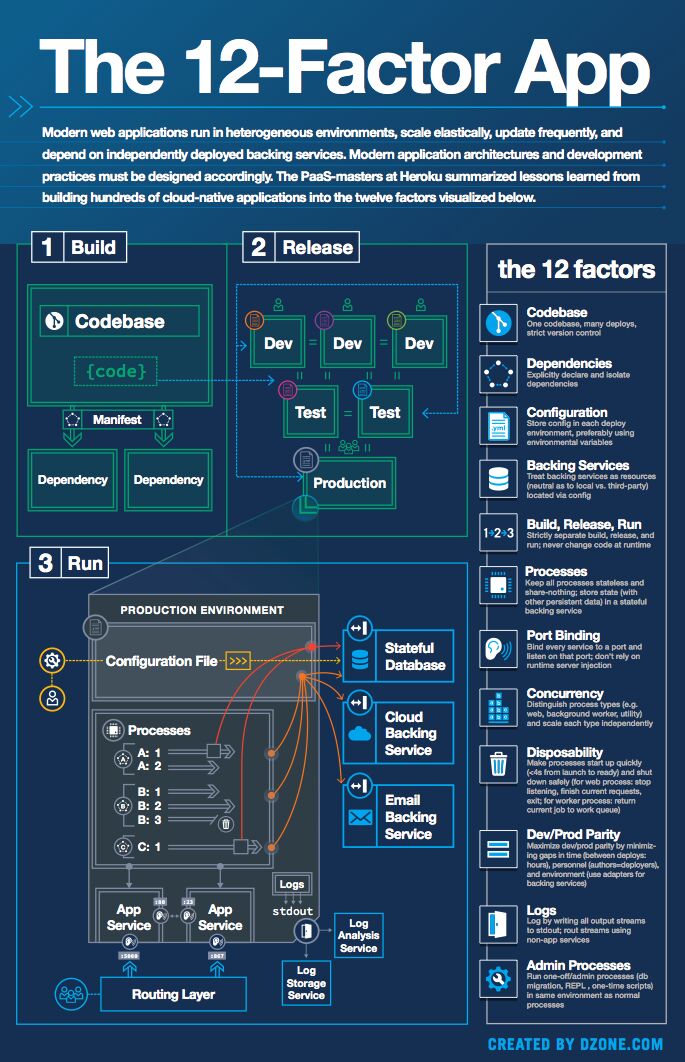 The 12-Factor App
Modern web applications run in heterogeneous environments, scale elastically, update frequently, and
depend on independently deployed backing services. Modern application architectures and development
practices must be designed accordingly. The PaaS-masters at Heroku summarized lessons learned from
building hundreds of cloud-native applications into the twelve factors visualized below.
1 Build
Codebase
{code}
Manifest
Dependency
Dependency
2 Release
Dev = Dev = Dev
Test = Test
Production
3 Run
PRODUCTION ENVIRONMENT
Configuration File >>>
Processes
A
A: 1
A: 2
B
B: 1
B: 2
B: 3
C
C: 1
Stateful
Database
Cloud
Backing
Service
Email
Backing
Service
App
Service
:80
:5000
App
Service
:23
:867
Logs
stdout
Log
Analysis
Service
Log
Storage
Service
Routing Layer
the 12 factors
Codebase
One codebase, many deploys,
strict version control
Dependencies
Explicitly declare and isolate
dependencies
.yml
Configuration
Store config in each deploy
environment, preferably using
environmental variables
Backing Services
Treat backing services as resources
(neutral as to local vs. third-party)
located via config
1→2→3
Build, Release, Run
Strictly separate build, release, and
run; never change code at runtime
Processes
Keep all processes stateless and
share-nothing; store state (with
other persistent data) in a stateful
backing service
Port Binding
Bind every service to a port and
listen on that port; don't rely on
runtime server injection
Concurrency
Distinguish process types (e.g.
web, background worker, utility)
and scale each type independently
Disposability
Make processes start up quickly
(<4s from launch to ready) and shut
down safely (for web process: stop
listening, finish current requests,
exit; for worker process: return
current job to work queue)
Dev/Prod Parity
Maximize dev/prod parity by minimiz-
ing gaps in time (between deploys:
hours), personnel (authors=deployers),
and environment (use adapters for
backing services)
Logs
Log by writing all output streams
to stdout; rout streams using
non-app services
Admin Processes
Run one-off/admin processes (db
migration, REPL , one-time scripts)
in same environment as normal
processes
CREATED BY DZONE.COM